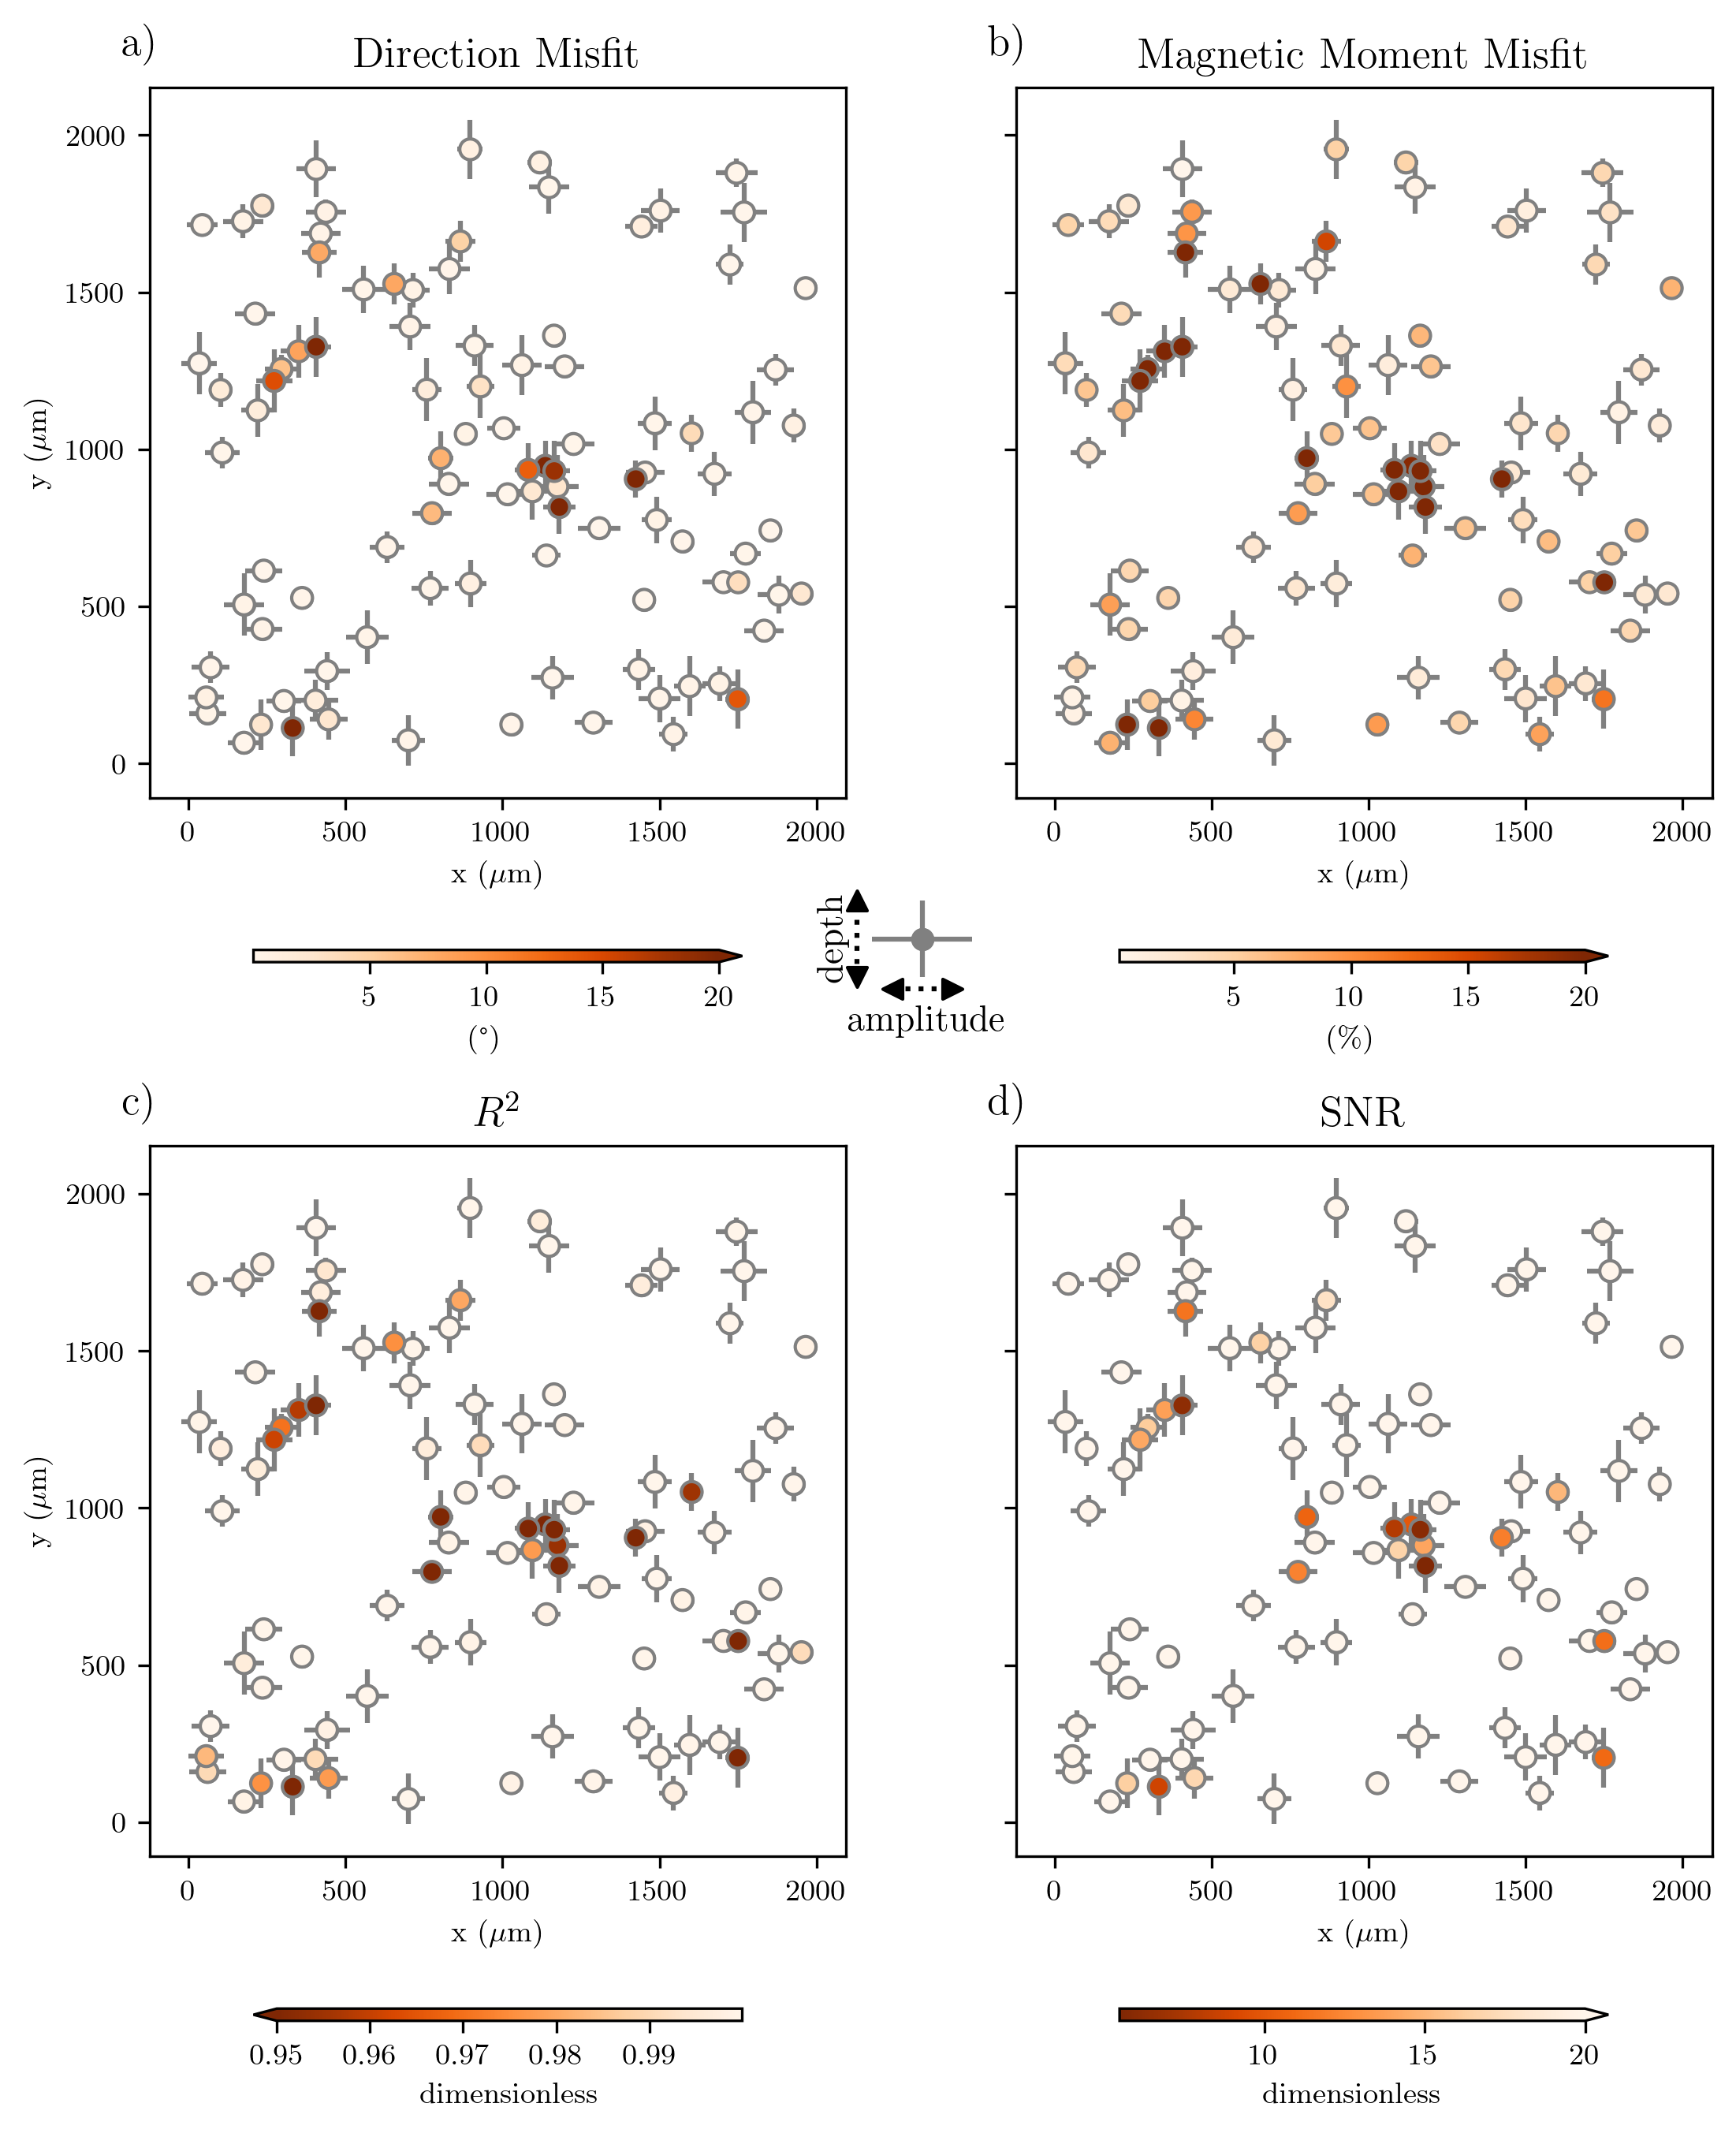 a)
Direction Misfit
b)
Magnetic Moment Misfit
2000
1500
1000
500
0
y (μm)
0 500 1000 1500 2000
x (μm)
0 500 1000 1500 2000
x (μm)
depth
amplitude
5 10 15 20
(°)
5 10 15 20
(%)
c)
R²
d)
SNR
2000
1500
1000
500
0
y (μm)
0 500 1000 1500 2000
x (μm)
0 500 1000 1500 2000
x (μm)
0.95 0.96 0.97 0.98 0.99
dimensionless
10 15 20
dimensionless